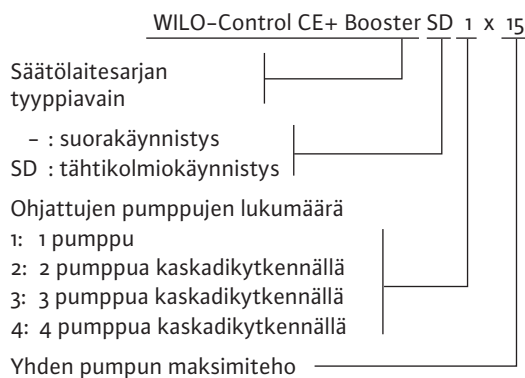 WILO-Control CE+ Booster SD 1 x 15
Säätölaitesarjan
tyyppiavain
– : suorakäynnistys
SD : tähtikolmiokäynnistys
Ohjattujen pumppujen lukumäärä
1: 1 pumppu
2: 2 pumppua kaskadikytkennällä
3: 3 pumppua kaskadikytkennällä
4: 4 pumppua kaskadikytkennällä
Yhden pumpun maksimiteho